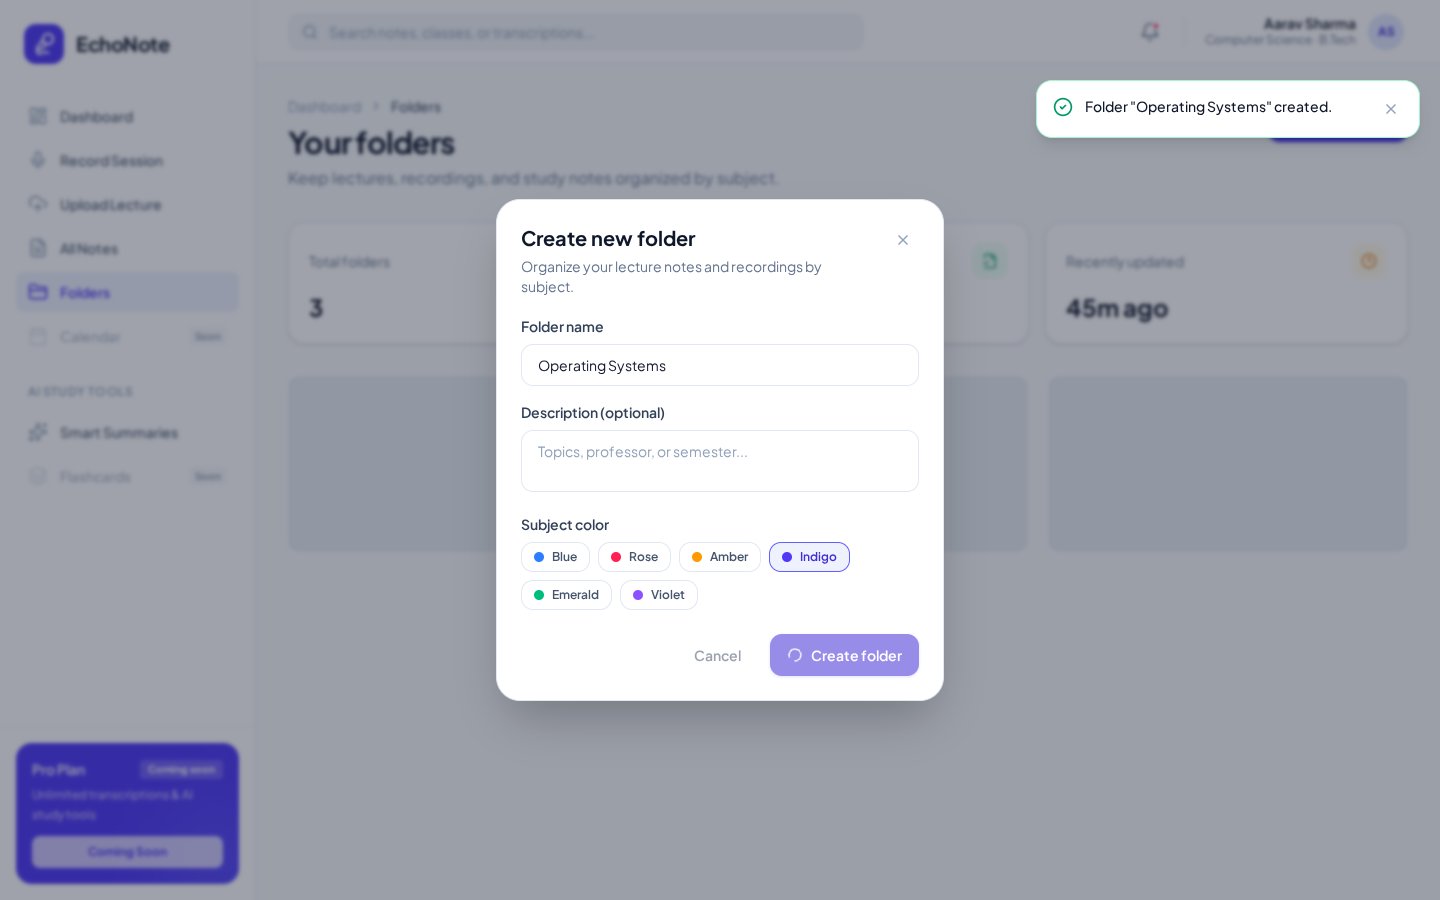 EchoNote
Search notes, classes, or transcriptions...
Aarav Sharma
Computer Science · B.Tech
AS
Dashboard
Record Session
Upload Lecture
All Notes
Folders
Calendar Soon
AI STUDY TOOLS
Smart Summaries
Flashcards Soon
Pro Plan Coming soon
Unlimited transcriptions & AI
study tools
Coming Soon
Dashboard > Folders
Your folders
Keep lectures, recordings, and study notes organized by subject.
Folder "Operating Systems" created.
Total folders
3
Recently updated
45m ago
Create new folder
Organize your lecture notes and recordings by
subject.
Folder name
Operating Systems
Description (optional)
Topics, professor, or semester...
Subject color
Blue Rose Amber Indigo
Emerald Violet
Cancel Create folder